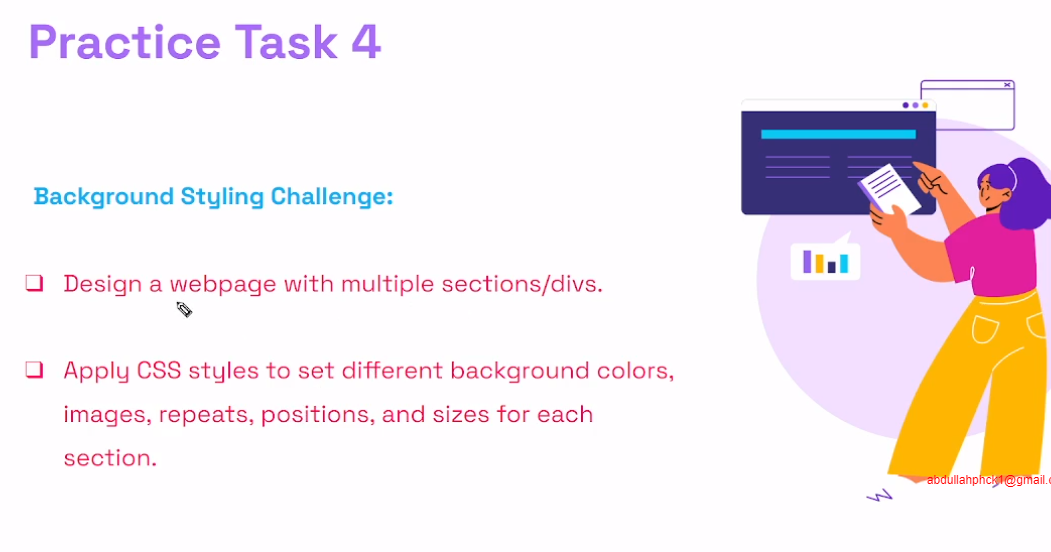 Practice Task 4
Background Styling Challenge:
❑ Design a webpage with multiple sections/divs.
❑ Apply CSS styles to set different background colors,
images, repeats, positions, and sizes for each
section.
abdullahphck1@gmail.c